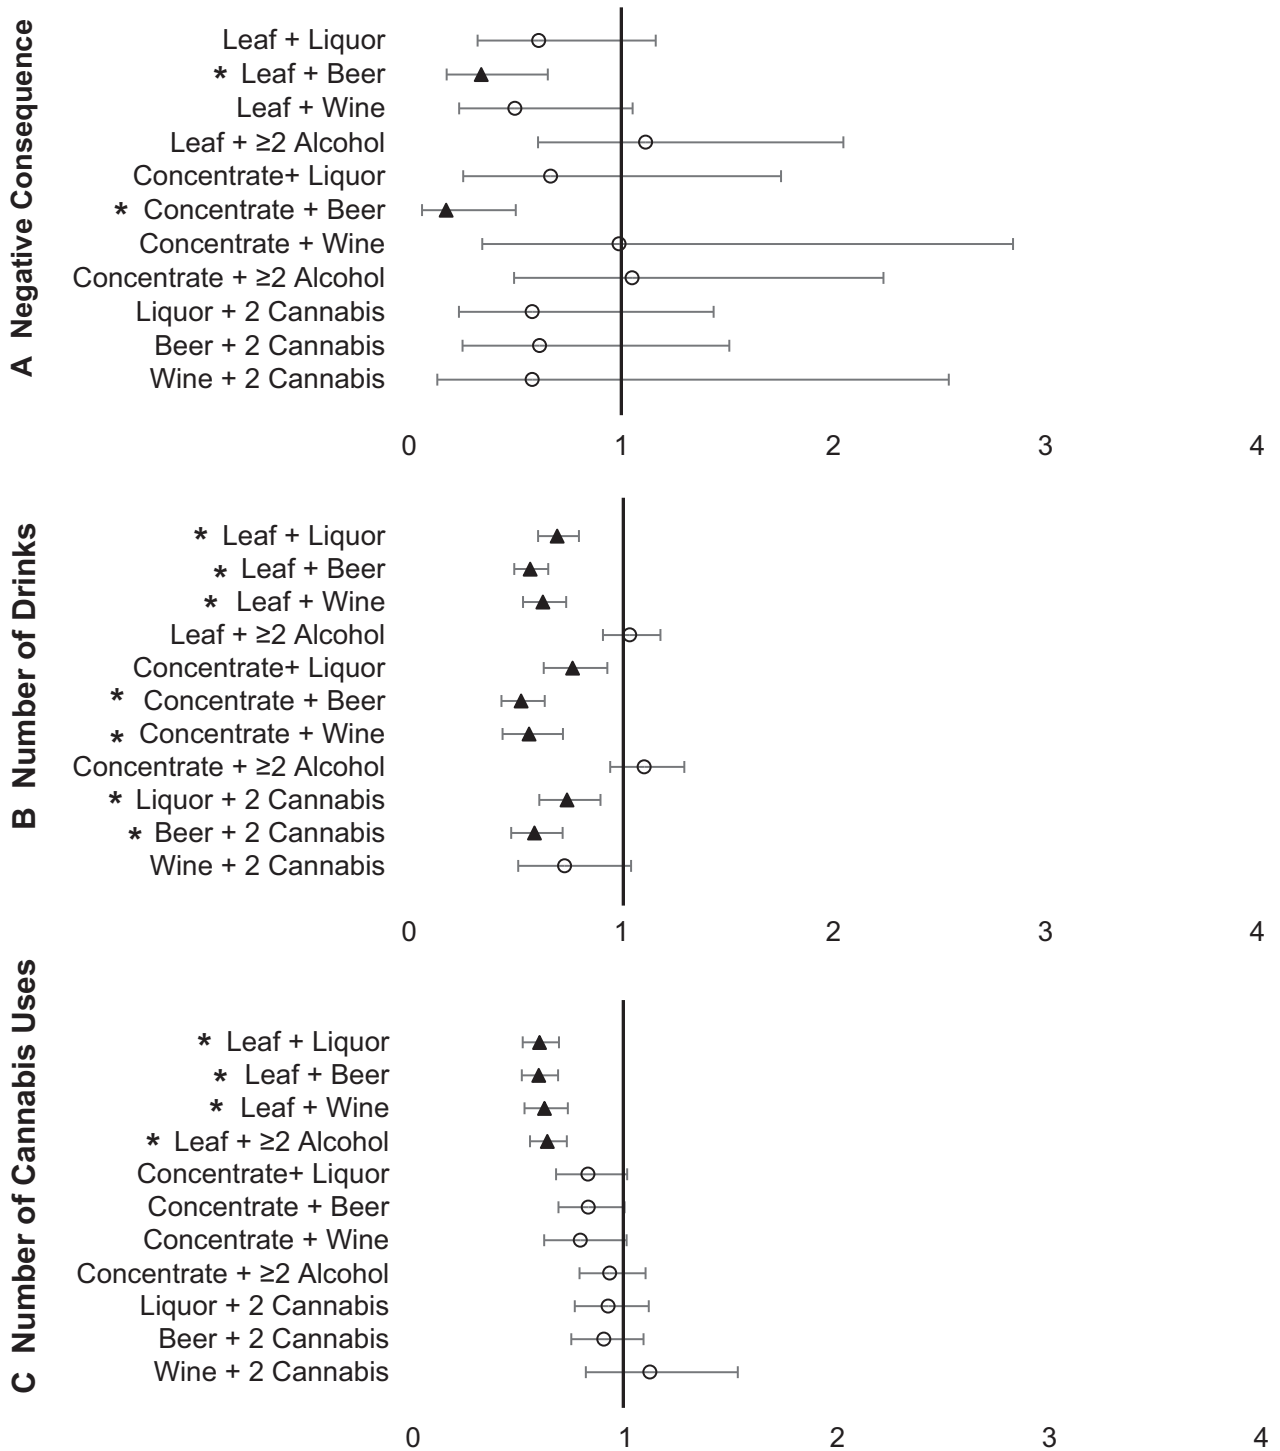 A Negative Consequence
Leaf + Liquor
* Leaf + Beer
Leaf + Wine
Leaf + ≥2 Alcohol
Concentrate+ Liquor
* Concentrate + Beer
Concentrate + Wine
Concentrate + ≥2 Alcohol
Liquor + 2 Cannabis
Beer + 2 Cannabis
Wine + 2 Cannabis
0 1 2 3 4
B Number of Drinks
* Leaf + Liquor
* Leaf + Beer
* Leaf + Wine
Leaf + ≥2 Alcohol
Concentrate+ Liquor
* Concentrate + Beer
* Concentrate + Wine
Concentrate + ≥2 Alcohol
* Liquor + 2 Cannabis
* Beer + 2 Cannabis
Wine + 2 Cannabis
0 1 2 3 4
C Number of Cannabis Uses
* Leaf + Liquor
* Leaf + Beer
* Leaf + Wine
* Leaf + ≥2 Alcohol
Concentrate+ Liquor
Concentrate + Beer
Concentrate + Wine
Concentrate + ≥2 Alcohol
Liquor + 2 Cannabis
Beer + 2 Cannabis
Wine + 2 Cannabis
0 1 2 3 4